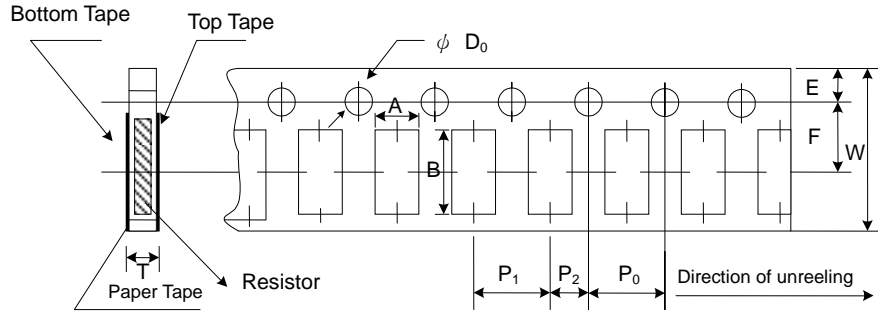 Bottom Tape
Top Tape
ϕ D₀
A
E
F
W
B
T
Paper Tape
Resistor
P₁
P₂
P₀
Direction of unreeling